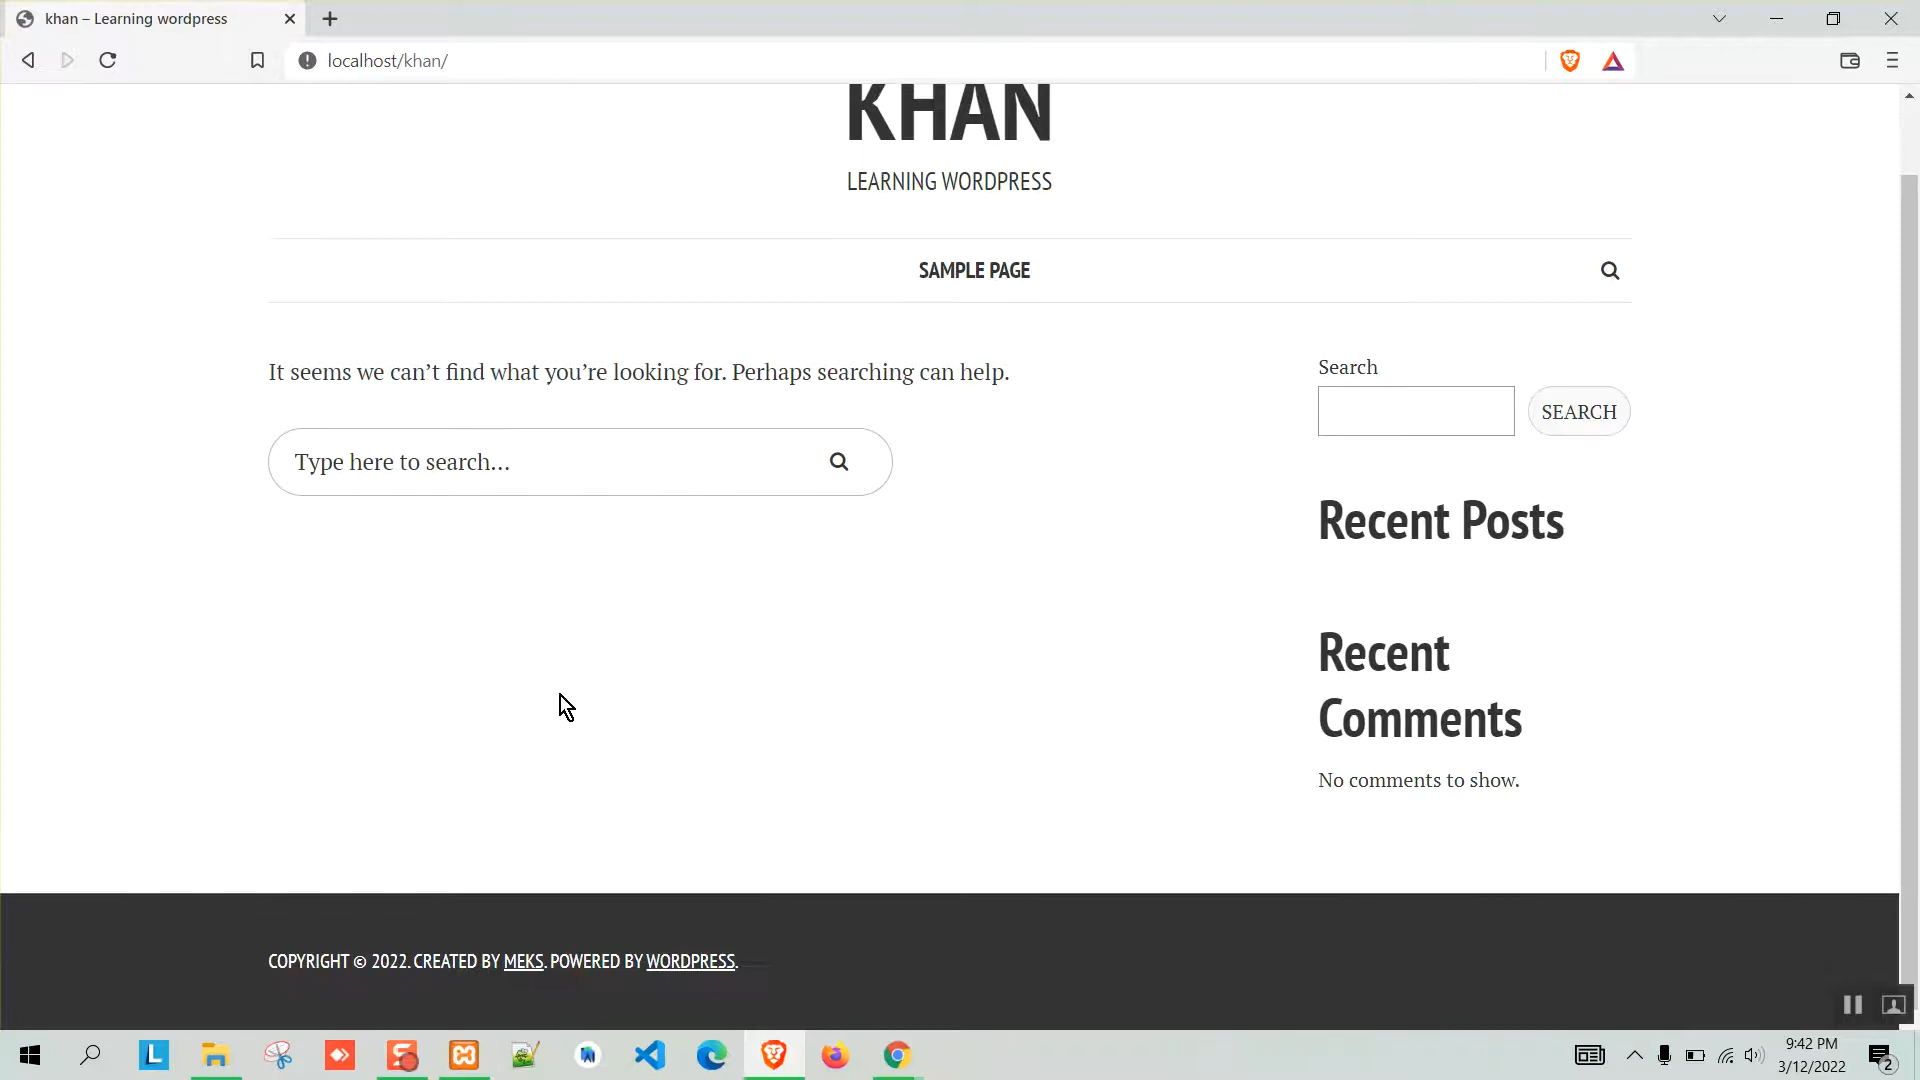 khan – Learning wordpress
localhost/khan/
KHAN
LEARNING WORDPRESS
SAMPLE PAGE
It seems we can’t find what you’re looking for. Perhaps searching can help.
Type here to search...
Search
SEARCH
Recent Posts
Recent
Comments
No comments to show.
COPYRIGHT © 2022. CREATED BY MEKS. POWERED BY WORDPRESS.
L
9:42 PM
3/12/2022
2